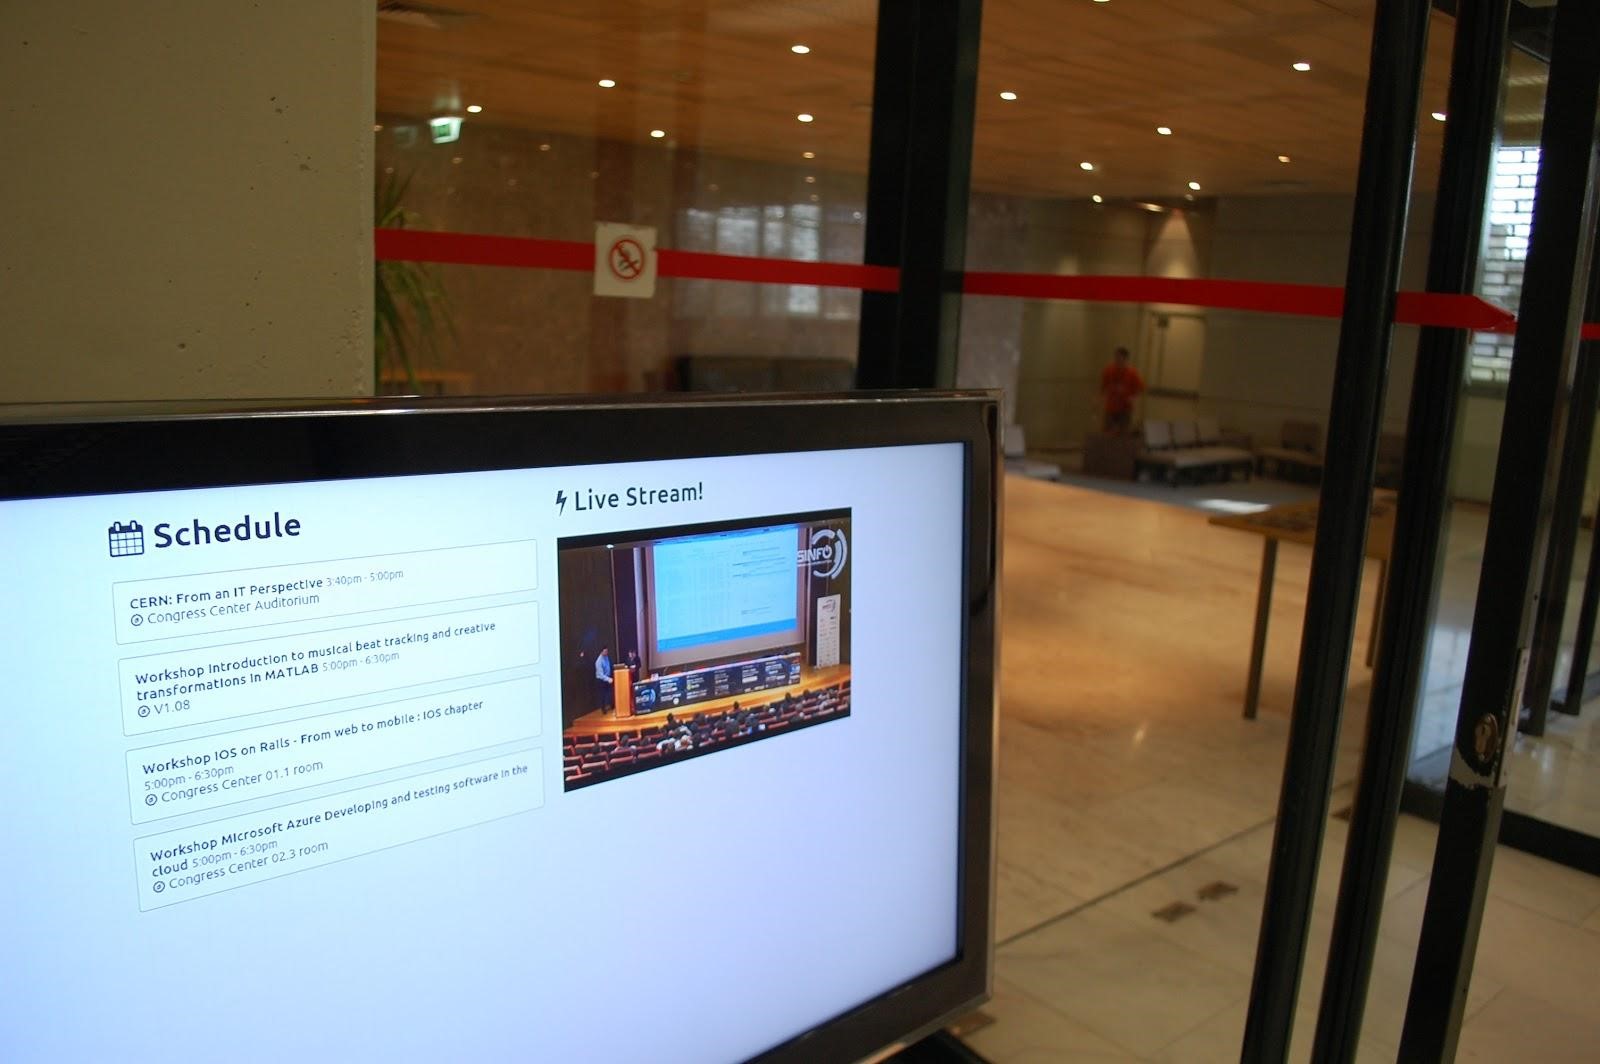 Schedule
CERN: From an IT Perspective 3:40pm - 5:00pm
Congress Center Auditorium
Workshop Introduction to musical beat tracking and creative
transformations in MATLAB 5:00pm - 6:30pm
V1.08
Workshop IOS on Rails - From web to mobile : IOS chapter
5:00pm - 6:30pm
Congress Center 01.1 room
Workshop Microsoft Azure Developing and testing software in the
cloud 5:00pm - 6:30pm
Congress Center 02.3 room
Live Stream!
SINFO